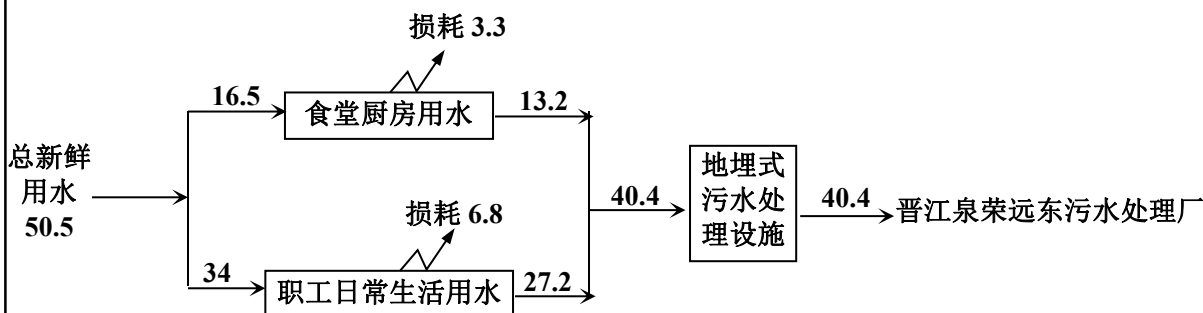 损耗 3.3
16.5
食堂厨房用水
13.2
总新鲜
用水
50.5
地埋式
污水处
理设施
40.4
40.4
晋江泉荣远东污水处理厂
损耗 6.8
34
职工日常生活用水
27.2